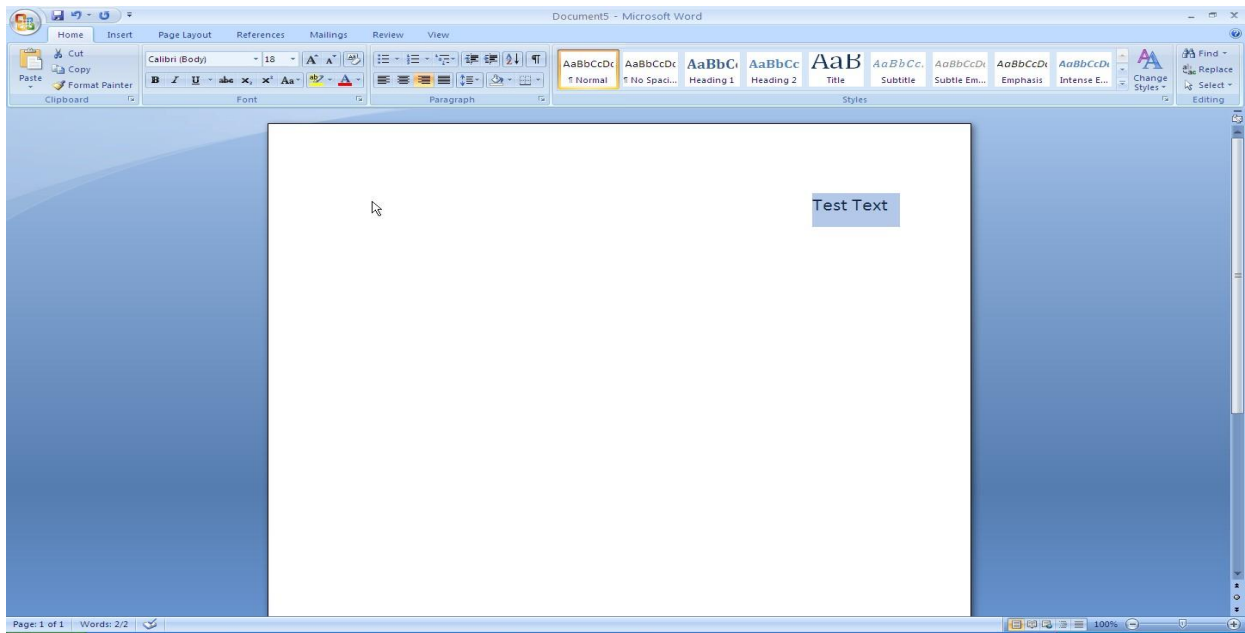 Document5 - Microsoft Word
Home Insert Page Layout References Mailings Review View
Paste
Cut
Copy
Format Painter
Clipboard
Calibri (Body) 18
B I U abc x, x² Aa
Font
Paragraph
AaBbCcDc AaBbCcDc AaBbC AaBbCc AaB AaBbCc. AaBbCcDc AaBbCcDc AaBbCcDc
¶ Normal ¶ No Spaci... Heading 1 Heading 2 Title Subtitle Subtle Em... Emphasis Intense E...
Change Styles
Styles
Find
Replace
Select
Editing
Test Text
Page: 1 of 1 Words: 2/2
100%